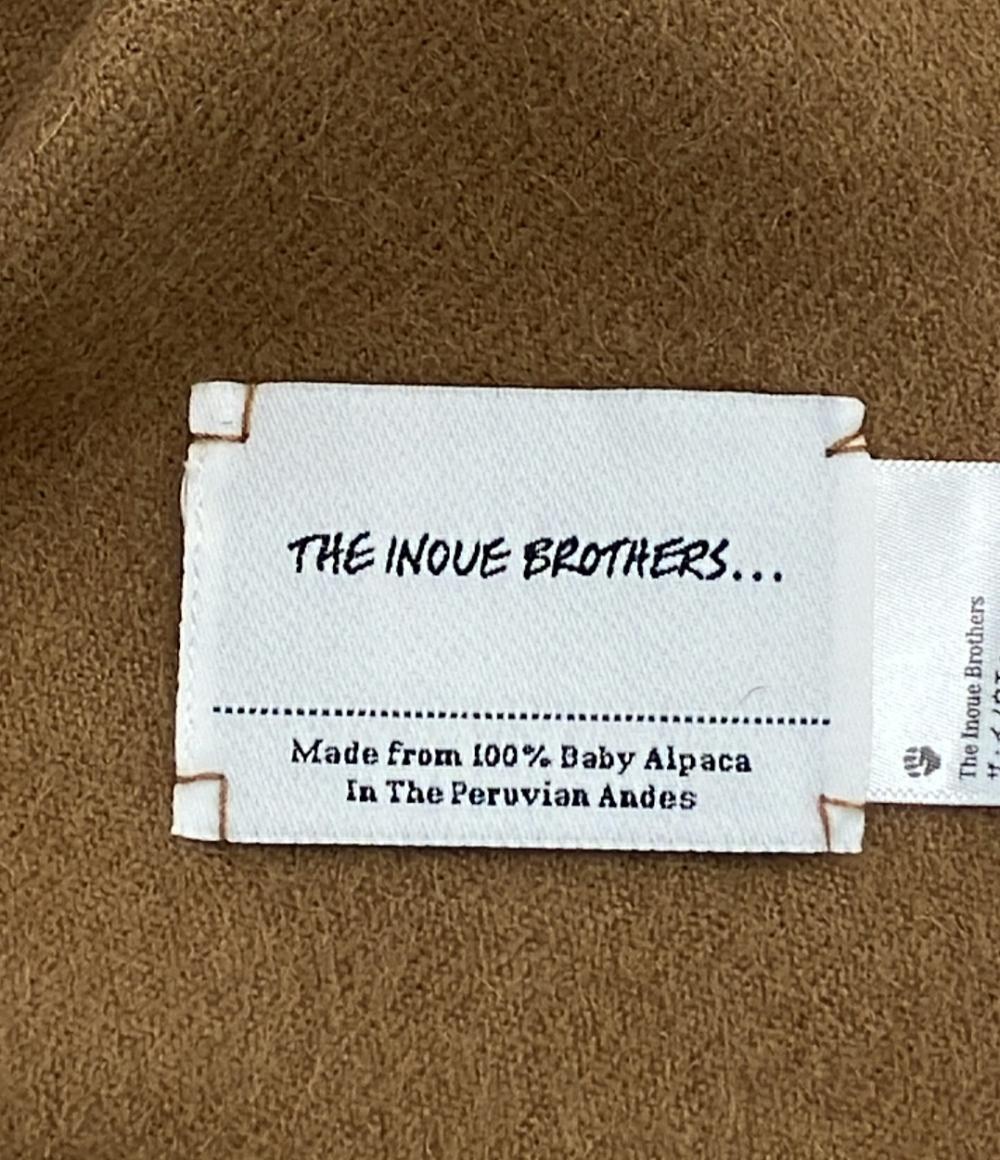 THE INOUE BROTHERS...
Made from 100% Baby Alpaca
In The Peruvian Andes
The Inoue Brothers